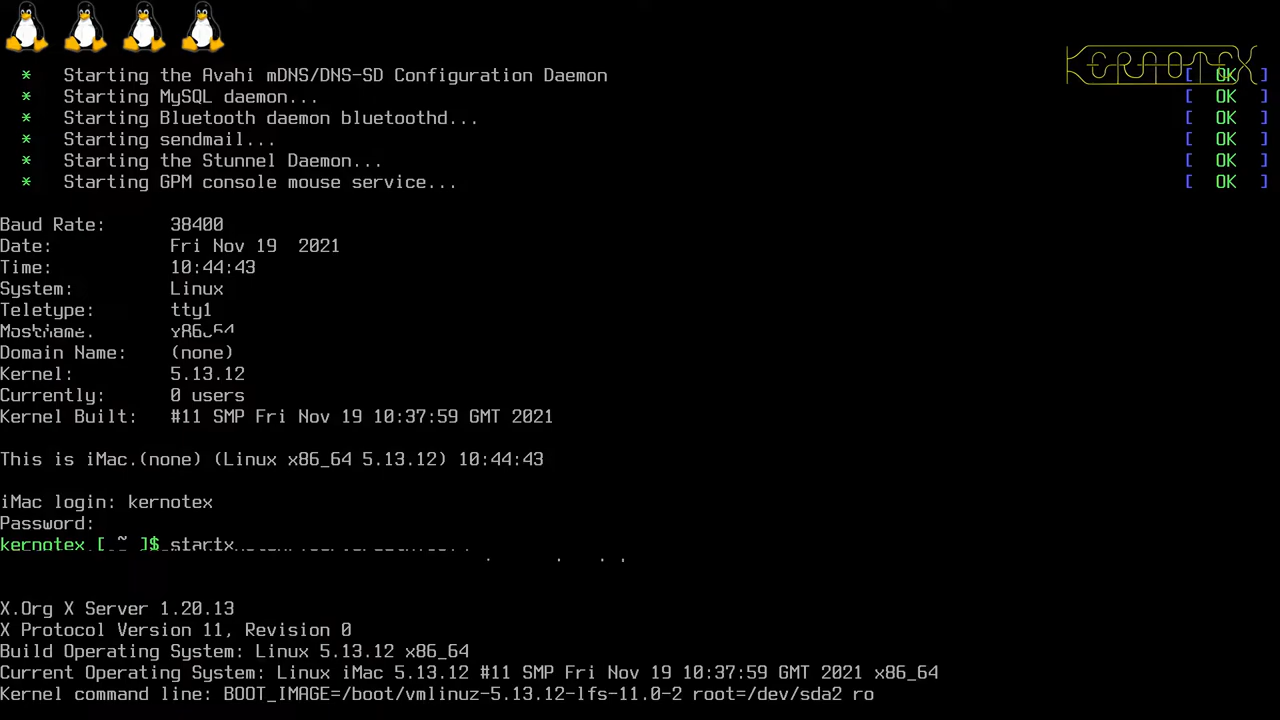 KERNOTEX
* Starting the Avahi mDNS/DNS-SD Configuration Daemon [ OK ]
* Starting MySQL daemon... [ OK ]
* Starting Bluetooth daemon bluetoothd... [ OK ]
* Starting sendmail... [ OK ]
* Starting the Stunnel Daemon... [ OK ]
* Starting GPM console mouse service... [ OK ]
Baud Rate: 38400
Date: Fri Nov 19  2021
Time: 10:44:43
System: Linux
Teletype: tty1
x86_64
Domain Name: (none)
Kernel: 5.13.12
Currently: 0 users
Kernel Built: #11 SMP Fri Nov 19 10:37:59 GMT 2021
This is iMac.(none) (Linux x86_64 5.13.12) 10:44:43
iMac login: kernotex
Password:
kernotex [ ~ ]$ startx
X.Org X Server 1.20.13
X Protocol Version 11, Revision 0
Build Operating System: Linux 5.13.12 x86_64
Current Operating System: Linux iMac 5.13.12 #11 SMP Fri Nov 19 10:37:59 GMT 2021 x86_64
Kernel command line: BOOT_IMAGE=/boot/vmlinuz-5.13.12-lfs-11.0-2 root=/dev/sda2 ro